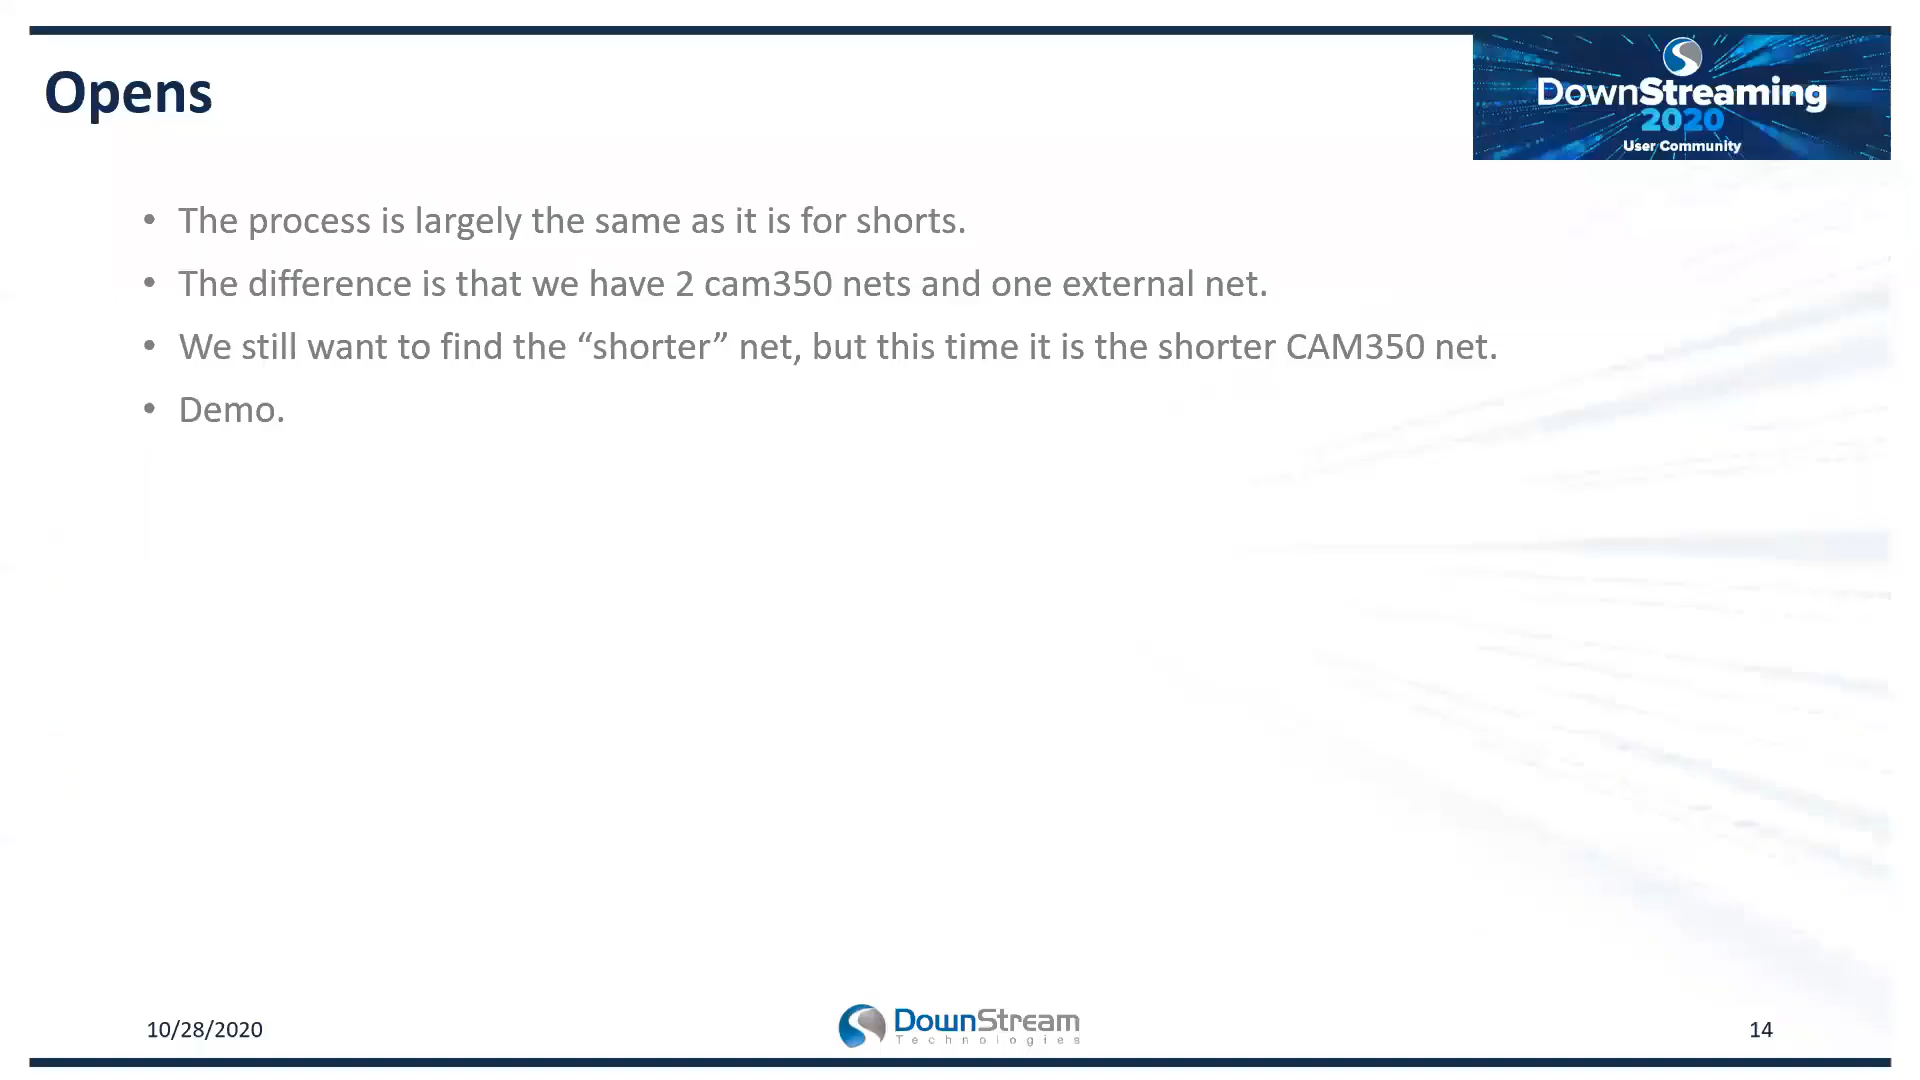 Opens
DownStreaming
2020
User Community
• The process is largely the same as it is for shorts.
• The difference is that we have 2 cam350 nets and one external net.
• We still want to find the “shorter” net, but this time it is the shorter CAM350 net.
• Demo.
10/28/2020
DownStream
Technologies
14